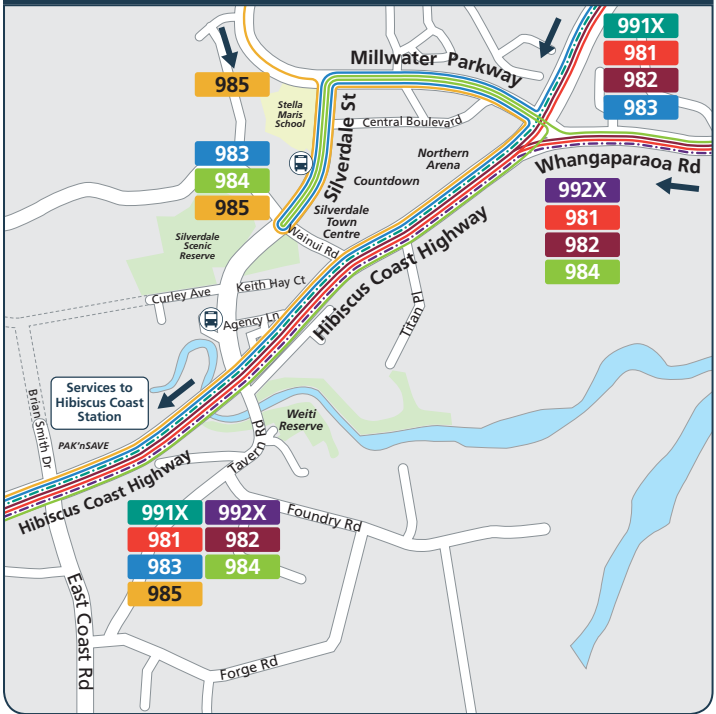 991X
981
982
983
Millwater Parkway
985
Stella
Maris
School
Silverdale St
Central Boulevard
Northern
Arena
Whangaparaoa Rd
983
984
985
Countdown
992X
981
982
984
Silverdale
Town
Centre
Silverdale
Scenic
Reserve
Wainui Rd
Hibiscus Coast Highway
Keith Hay Ct
Curley Ave
Agency Ln
Titan Pl
Services to
Hibiscus Coast
Station
Brian Smith Dr
Weiti
Reserve
PAK'nSAVE
Tavern Rd
Hibiscus Coast Highway
991X 992X
981 982
983 984
985
Foundry Rd
East Coast Rd
Forge Rd